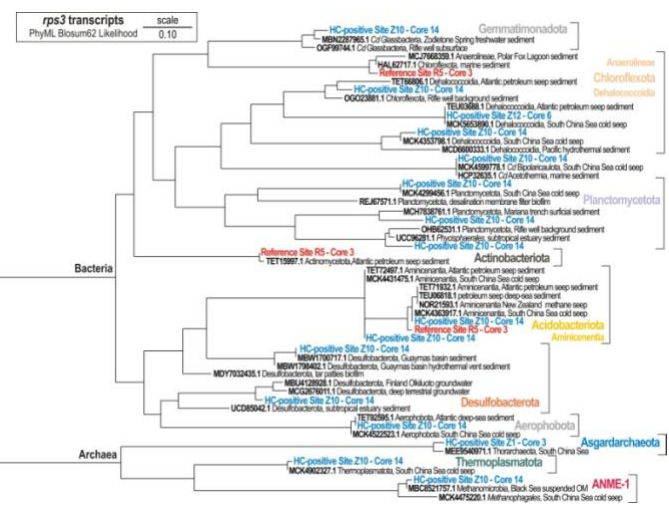 rps3 transcripts
scale
PhyML Blosum62 Likelihood
0.10
HC-positive Site Z10 - Core 14
Gemmatimonadota
MBN2287965.1 Cd Glassbacteria, Zodletone Spring freshwater sediment
OGF99744.1 Cd Glassbacteria, Rifle well subsurface
MCJ7668359.1 Anaerolineae, Polar Fox Lagoon sediment
Anaerolineae
HAL62717.1 Chloroflexota, marine sediment
Reference Site R5 - Core 3
Chloroflexota
TET66806.1 Dehalococcoidia, Atlantic petroleum seep sediment
HC-positive Site Z10 - Core 14
Dehalococcoidia
OGO23881.1 Chloroflexota, Rifle well background sediment
TEU03688.1 Dehalococcoidia, Atlantic petroleum seep sediment
HC-positive Site Z12 - Core 6
MCK5653890.1 Dehalococcoidia, South China Sea cold seep
HC-positive Site Z10 - Core 14
MCK4353798.1 Dehalococcoidia, South China Sea cold seep
MCD6600333.1 Dehalococcoidia, Pacific hydrothermal sediment
HC-positive Site Z10 - Core 14
MCK4599778.1 Cd Bipolaricaulota, South China Sea cold seep
HCP32635.1 Cd Acetothermia, marine sediment
HC-positive Site Z10 - Core 14
MCK4299456.1 Planctomycetota, South Cina Sea cold seep
Planctomycetota
REJ67571.1 Planctomycetota, desalination membrane filter biofilm
MCH7838761.1 Planctomycetota, Mariana trench surficial sediment
HC-positive Site Z10 - Core 14
OHB62531.1 Planctomycetota, Rifle well background sediment
UCC96281.1 Phycisphaerales, subtropical estuary sediment
HC-positive Site Z10 - Core 14
Reference Site R5 - Core 3
Actinobacteriota
TET15997.1 Actinomycetota, Atlantic petroleum seep sediment
Bacteria
TET72497.1 Aminicenantia, Atlantic petroleum seep sediment
MCK4431475.1 Aminicenantia, South China Sea cold seep
TET71932.1 Aminicenantia, Atlantic petroleum seep sediment
TEU06818.1 petroleum seep deep-sea sediment
NOR21593.1 Aminicenantia New Zealand methane seep
MCK4363917.1 Aminicenantia, South China Sea cold seep
HC-positive Site Z10 - Core 14
Acidobacteriota
Reference Site R5 - Core 3
HC-positive Site Z10 - Core 14
Aminicenentia
HC-positive Site Z10 - Core 14
MBW1700717.1 Desulfobacterota, Guaymas basin sediment
MBW1798402.1 Desulfobacterota, Guaymas basin hydrothermal vent sediment
MDY7032435.1 Desulfobacterota, tar patties biofilm
MBU4128928.1 Desulfobacterota, Finland Olkiluoto groundwater
MCG2676011.1 Desulfobacterota, deep terrestrial groundwater
HC-positive Site Z10 - Core 14
Desulfobacterota
UCD85042.1 Desulfobacterota, subtropical estuary sediment
TET92595.1 Aerophobota, Atlantic deep-sea sediment
HC-positive Site Z10 - Core 14
Aerophobota
MCK4522523.1 Aerophobota South China Sea cold seep
HC-positive Site Z1 - Core 3
Asgardarchaeota
MEE9540971.1 Thorarchaeota, South China Sea
Archaea
HC-positive Site Z10 - Core 14
Thermoplasmatota
MCK4902327.1 Thermoplasmatota, South China Sea cold seep
HC-positive Site Z10 - Core 14
ANME-1
MBC8521757.1 Methanomicrobia, Black Sea suspended OM
MCK4475220.1 Methanophagales, South China Sea cold seep